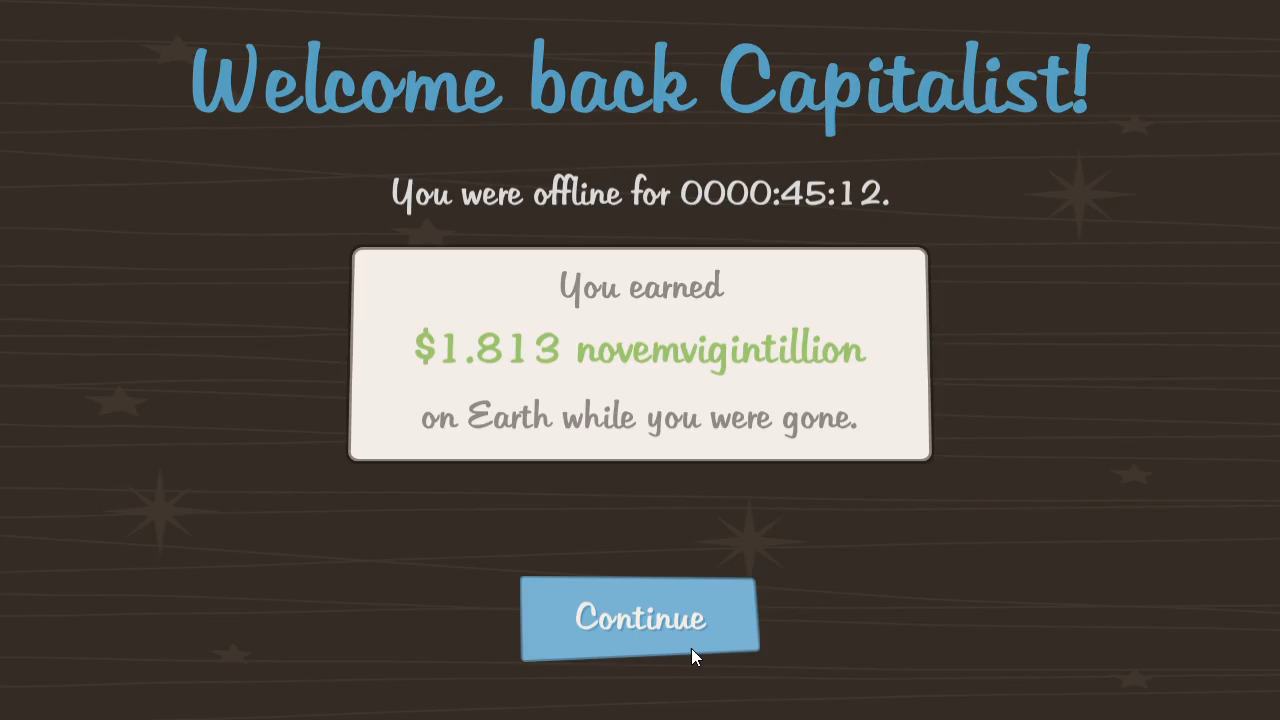 Welcome back Capitalist!
You were offline for 0000:45:12.
You earned
$1.813 novemvigintillion
on Earth while you were gone.
Continue